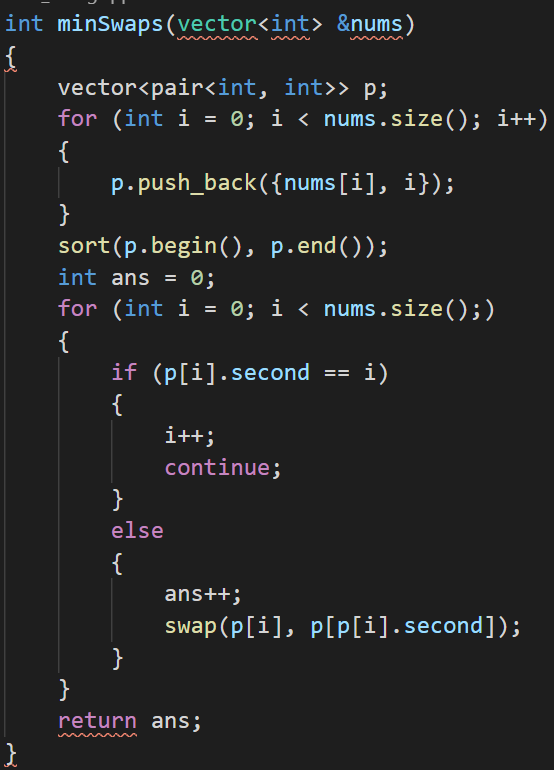 int minSwaps(vector<int> &nums)
{
    vector<pair<int, int>> p;
    for (int i = 0; i < nums.size(); i++)
    {
        p.push_back({nums[i], i});
    }
    sort(p.begin(), p.end());
    int ans = 0;
    for (int i = 0; i < nums.size();)
    {
        if (p[i].second == i)
        {
            i++;
            continue;
        }
        else
        {
            ans++;
            swap(p[i], p[p[i].second]);
        }
    }
    return ans;
}